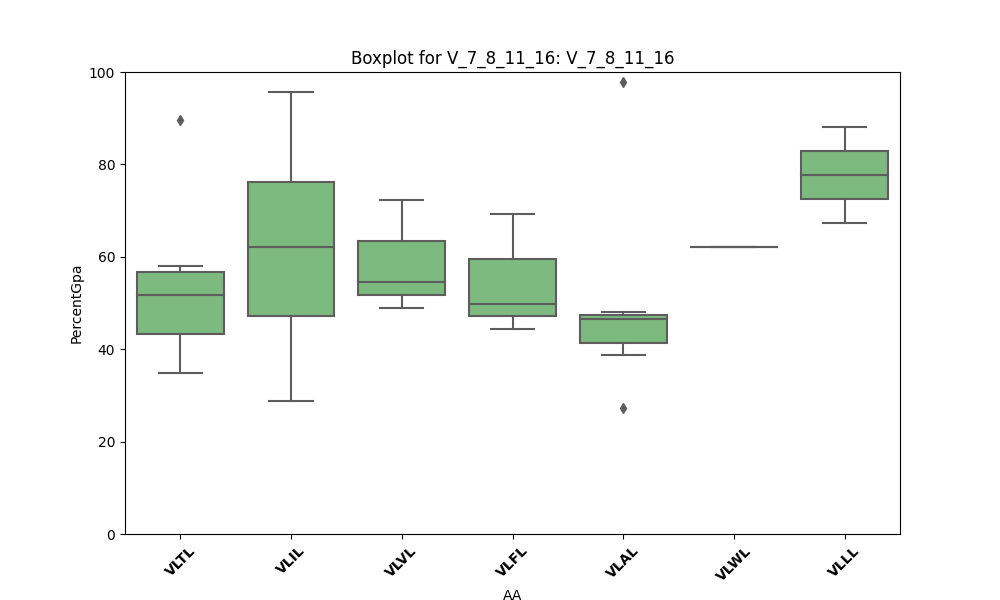 Boxplot for V_7_8_11_16: V_7_8_11_16
100
80
60
40
20
0
PercentGpa
VLTL
VLIL
VLVL
VLFL
VLAL
VLWL
VLLL
AA